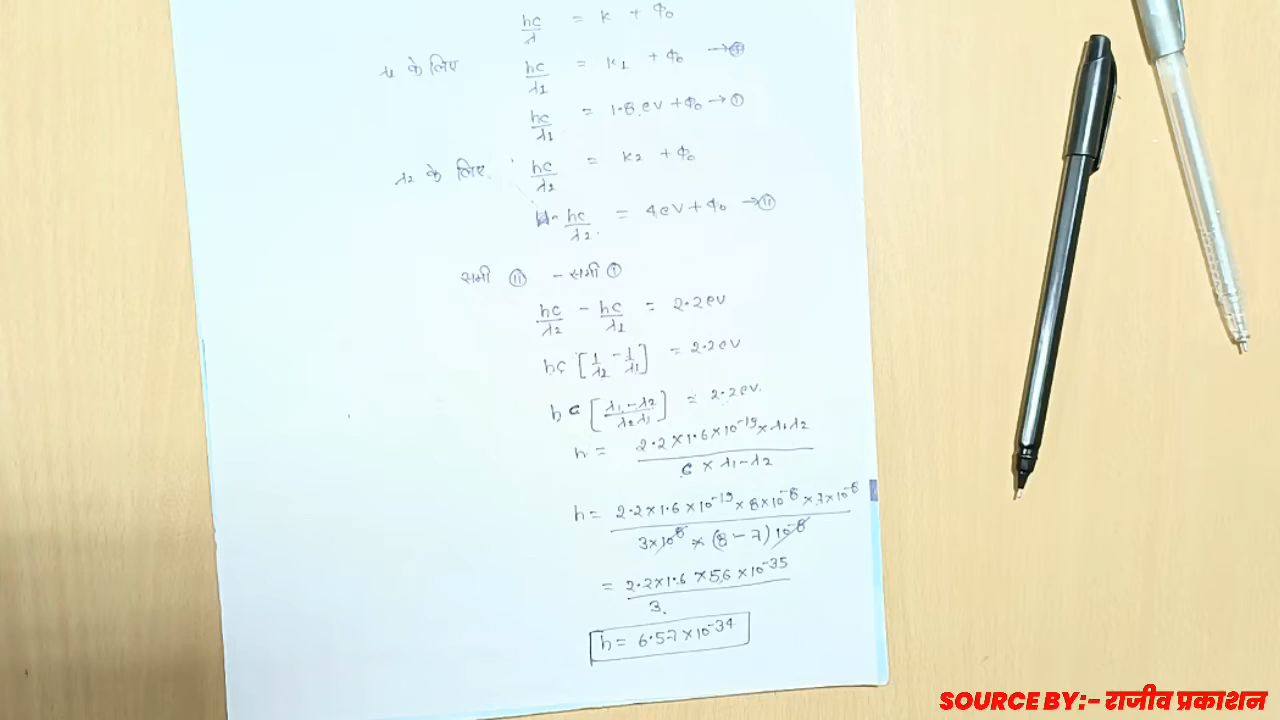 hc/λ = K + Φ₀
λ₁ के लिए hc/λ₁ = K₁ + Φ₀ →
hc/λ₁ = 1.8 eV + Φ₀ → ①
λ₂ के लिए hc/λ₂ = K₂ + Φ₀
hc/λ₂ = 4eV + Φ₀ → ⑪
समी ⑪ - समी ①
hc/λ₂ - hc/λ₁ = 2.2eV
hc [1/λ₂ - 1/λ₁] = 2.2eV
hc [λ₁-λ₂/λ₂λ₁] = 2.2eV.
h = 2.2×1.6×10⁻¹⁹×λ₁λ₂ / c × λ₁-λ₂
h = 2.2×1.6×10⁻¹⁹×8×10⁻⁸×7×10⁻⁸ / 3×10⁸ × (8-7)10⁻⁸
= 2.2×1.6×56×10⁻³⁵ / 3.
h = 6.57×10⁻³⁴
SOURCE BY:- राजीव प्रकाशन